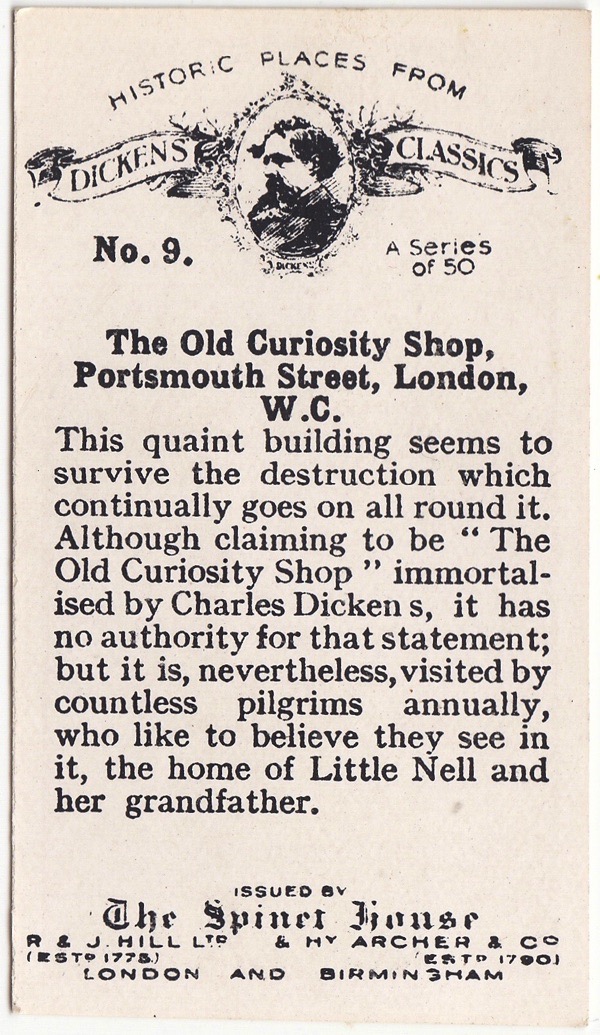 HISTORIC PLACES FROM
DICKENS CLASSICS
DICKENS
No. 9.
A Series
of 50
The Old Curiosity Shop,
Portsmouth Street, London,
W.C.
This quaint building seems to
survive the destruction which
continually goes on all round it.
Although claiming to be “ The
Old Curiosity Shop ” immortal-
ised by Charles Dicken s, it has
no authority for that statement;
but it is, nevertheless, visited by
countless pilgrims annually,
who like to believe they see in
it, the home of Little Nell and
her grandfather.
ISSUED BY
The Spinet House
R & J. HILL LTD & HY ARCHER & CO
(ESTD 1775.) (ESTD 1790)
LONDON AND BIRMINGHAM